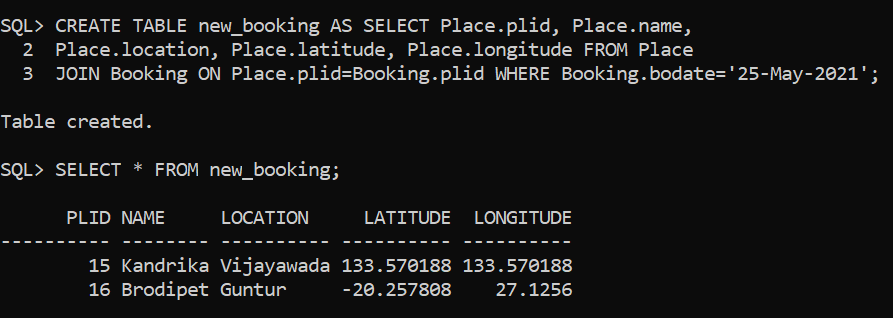 SQL> CREATE TABLE new_booking AS SELECT Place.plid, Place.name,
  2  Place.location, Place.latitude, Place.longitude FROM Place
  3  JOIN Booking ON Place.plid=Booking.plid WHERE Booking.bodate='25-May-2021';
Table created.
SQL> SELECT * FROM new_booking;
      PLID NAME     LOCATION     LATITUDE  LONGITUDE
---------- -------- ---------- ---------- ----------
        15 Kandrika Vijayawada 133.570188 133.570188
        16 Brodipet Guntur     -20.257808    27.1256